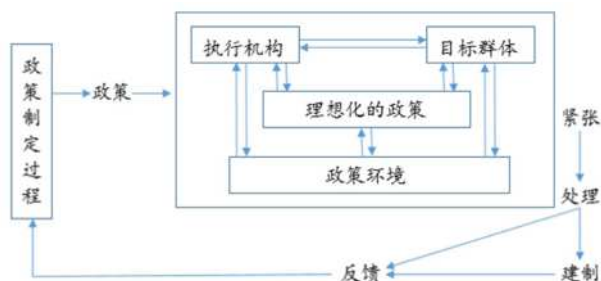 政策制定过程
政策
执行机构
目标群体
理想化的政策
政策环境
紧张
处理
建制
反馈